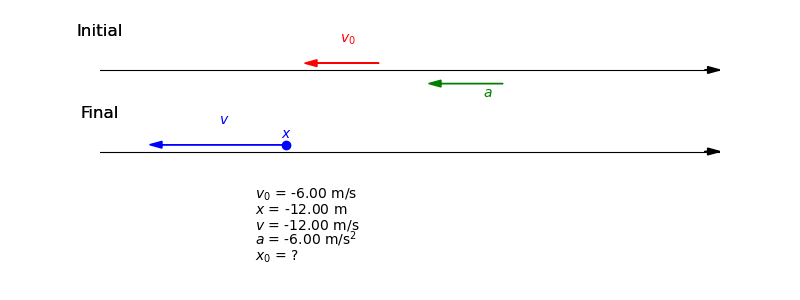 Initial
v₀
a
Final
v
x
v₀ = -6.00 m/s
x = -12.00 m
v = -12.00 m/s
a = -6.00 m/s²
x₀ = ?